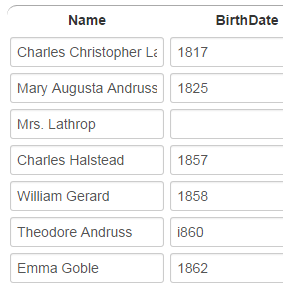 Name BirthDate
Charles Christopher La 1817
Mary Augusta Andruss 1825
Mrs. Lathrop
Charles Halstead 1857
William Gerard 1858
Theodore Andruss i860
Emma Goble 1862